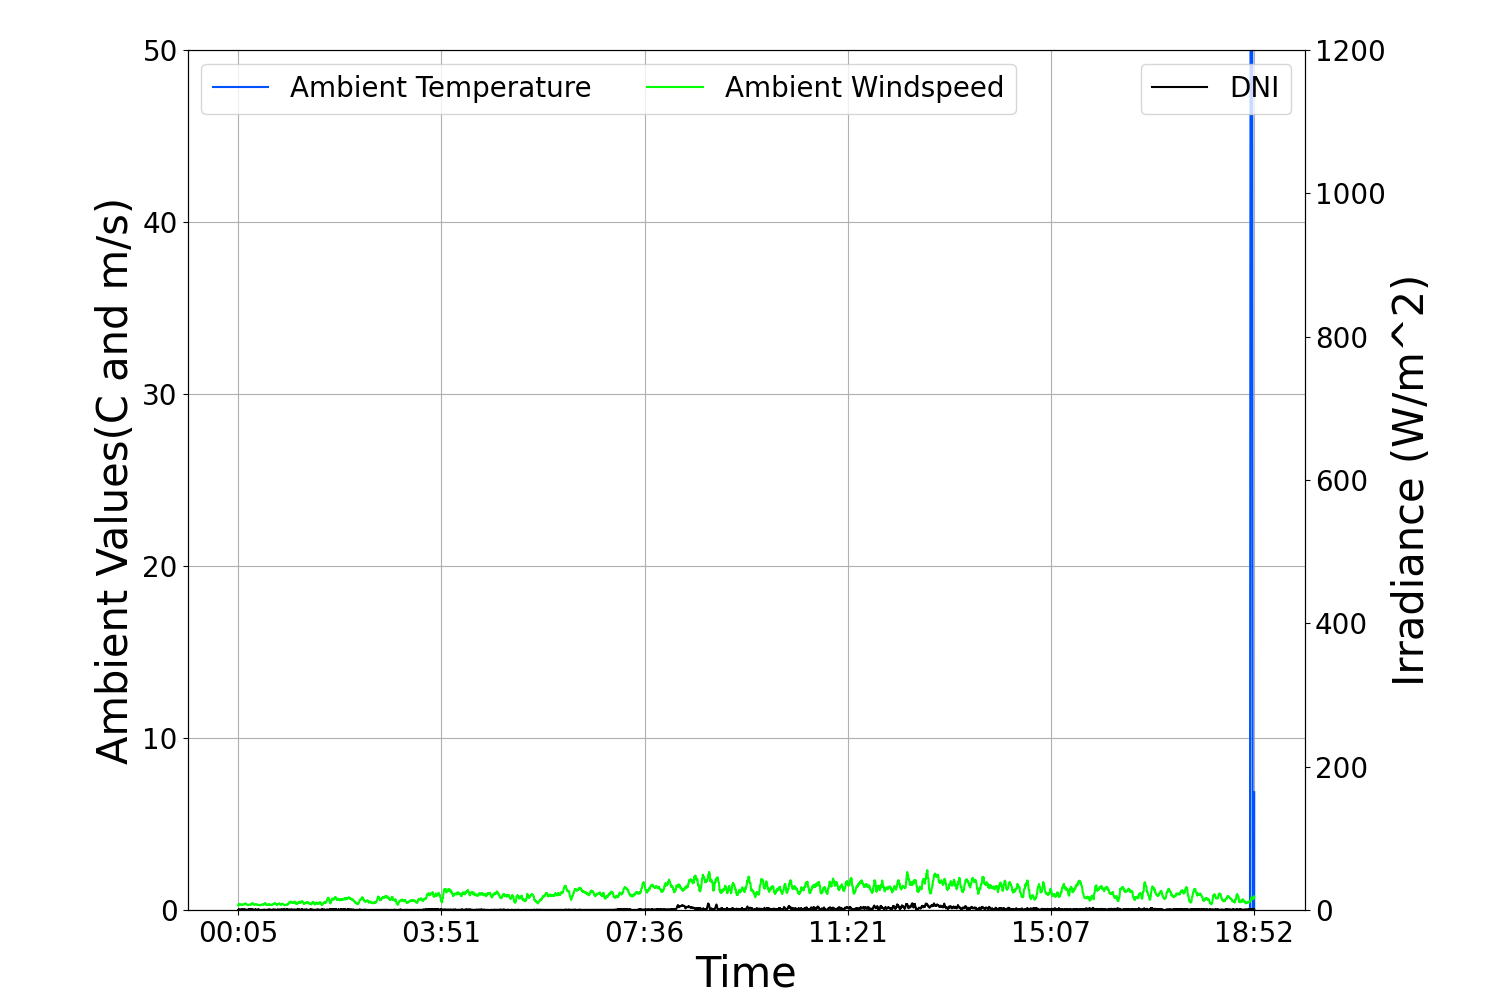 Ambient Temperature
Ambient Windspeed
DNI
Ambient Values(C and m/s)
50
40
30
20
10
0
1200
1000
800
600
400
200
0
Irradiance (W/m^2)
00:05 03:51 07:36 11:21 15:07 18:52
Time